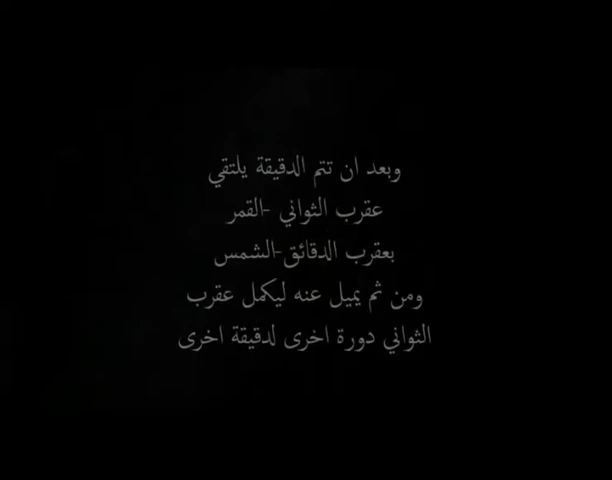 وبعد ان تتم الدقيقة يلتقي
عقرب الثواني -القمر
بعقرب الدقائق-الشمس
ومن ثم يميل عنه ليكمل عقرب
الثواني دورة اخرى لدقيقة اخرى